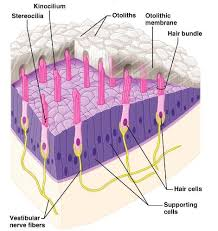 Kinocilium
Stereocilia
Otoliths
Otolithic
membrane
Hair bundle
Hair cells
Supporting
cells
Vestibular
nerve fibers